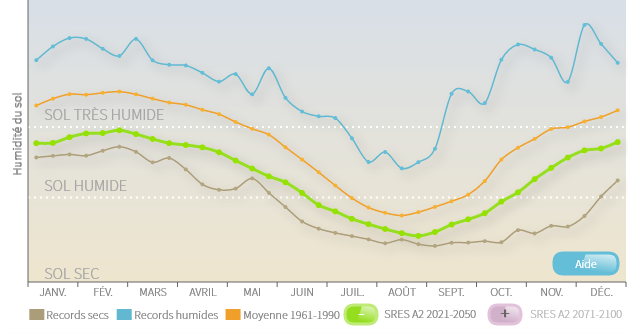 Humidité du sol
SOL TRÈS HUMIDE
SOL HUMIDE
SOL SEC
Aide
JANV. FÉV. MARS AVRIL MAI JUIN JUIL. AOÛT SEPT. OCT. NOV. DÉC.
Records secs Records humides Moyenne 1961-1990 - SRES A2 2021-2050 + SRES A2 2071-2100